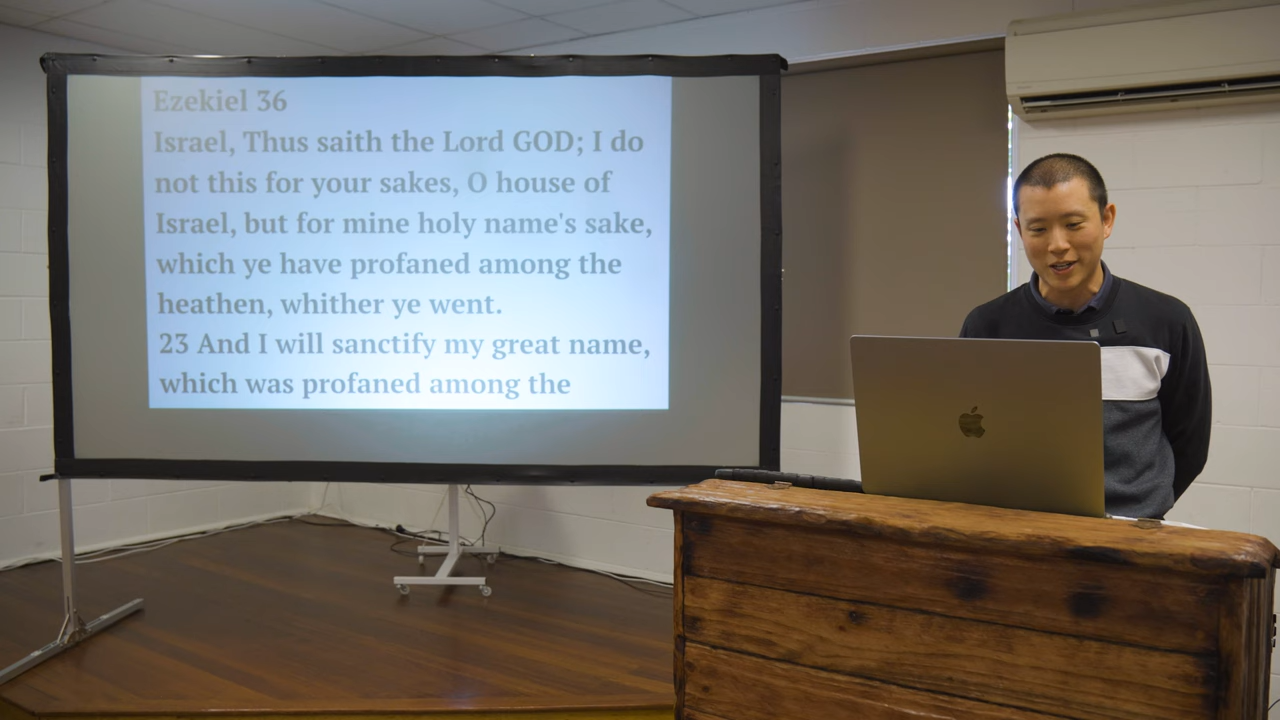 Ezekiel 36
Israel, Thus saith the Lord GOD; I do
not this for your sakes, O house of
Israel, but for mine holy name's sake,
which ye have profaned among the
heathen, whither ye went.
23 And I will sanctify my great name,
which was profaned among the